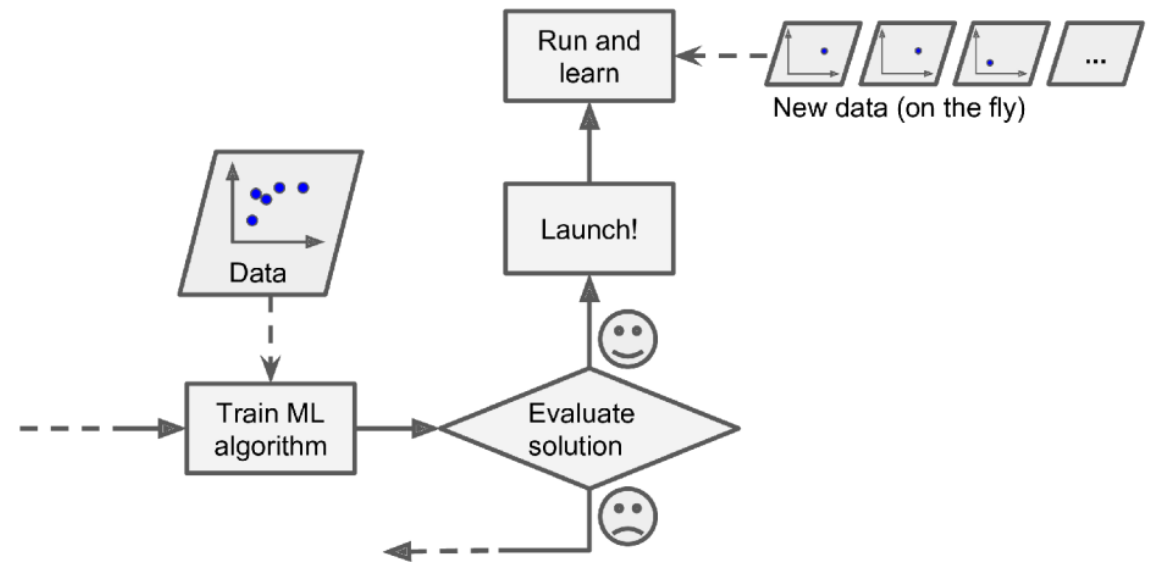 Run and
learn
...
New data (on the fly)
Launch!
Data
Train ML
algorithm
Evaluate
solution